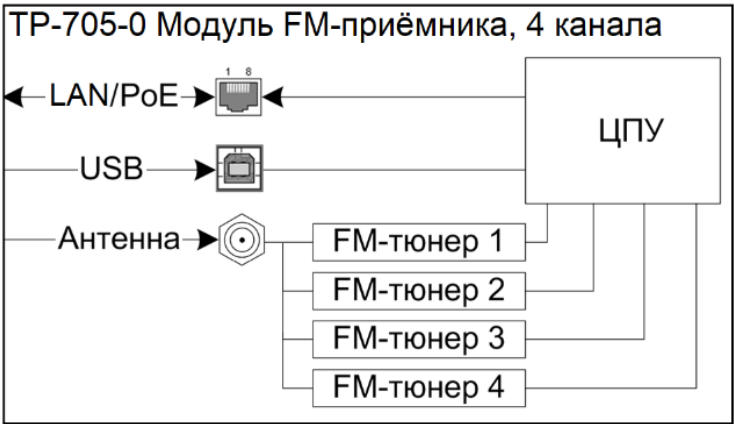 TP-705-0 Модуль FM-приёмника, 4 канала
1 8
LAN/PoE
ЦПУ
USB
Антенна
FM-тюнер 1
FM-тюнер 2
FM-тюнер 3
FM-тюнер 4